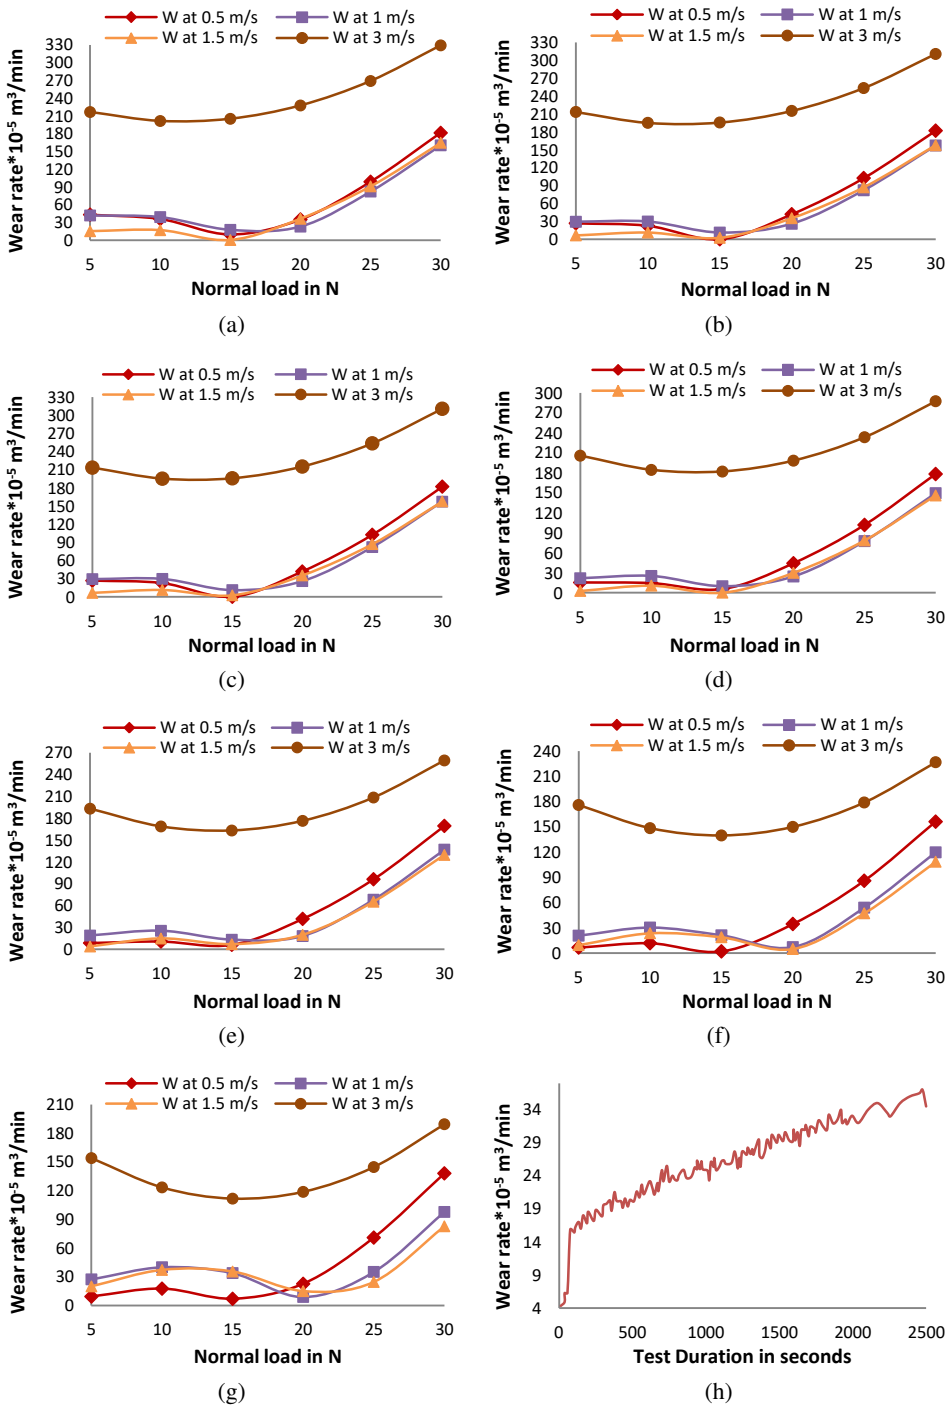 W at 0.5 m/s
W at 1 m/s
W at 1.5 m/s
W at 3 m/s
Wear rate*10⁻⁵ m³/min
330
300
270
240
210
180
150
120
90
60
30
0
5 10 15 20 25 30
Normal load in N
(a)
W at 0.5 m/s
W at 1 m/s
W at 1.5 m/s
W at 3 m/s
Wear rate*10⁻⁵ m³/min
330
300
270
240
210
180
150
120
90
60
30
0
5 10 15 20 25 30
Normal load in N
(b)
W at 0.5 m/s
W at 1 m/s
W at 1.5 m/s
W at 3 m/s
Wear rate*10⁻⁵ m³/min
330
300
270
240
210
180
150
120
90
60
30
0
5 10 15 20 25 30
Normal load in N
(c)
W at 0.5 m/s
W at 1 m/s
W at 1.5 m/s
W at 3 m/s
Wear rate*10⁻⁵ m³/min
300
270
240
210
180
150
120
90
60
30
0
5 10 15 20 25 30
Normal load in N
(d)
W at 0.5 m/s
W at 1 m/s
W at 1.5 m/s
W at 3 m/s
Wear rate*10⁻⁵ m³/min
270
240
210
180
150
120
90
60
30
0
5 10 15 20 25 30
Normal load in N
(e)
W at 0.5 m/s
W at 1 m/s
W at 1.5 m/s
W at 3 m/s
Wear rate*10⁻⁵ m³/min
240
210
180
150
120
90
60
30
0
5 10 15 20 25 30
Normal load in N
(f)
W at 0.5 m/s
W at 1 m/s
W at 1.5 m/s
W at 3 m/s
Wear rate*10⁻⁵ m³/min
210
180
150
120
90
60
30
0
5 10 15 20 25 30
Normal load in N
(g)
Wear rate*10⁻⁵ m³/min
34
29
24
19
14
9
4
0 500 1000 1500 2000 2500
Test Duration in seconds
(h)